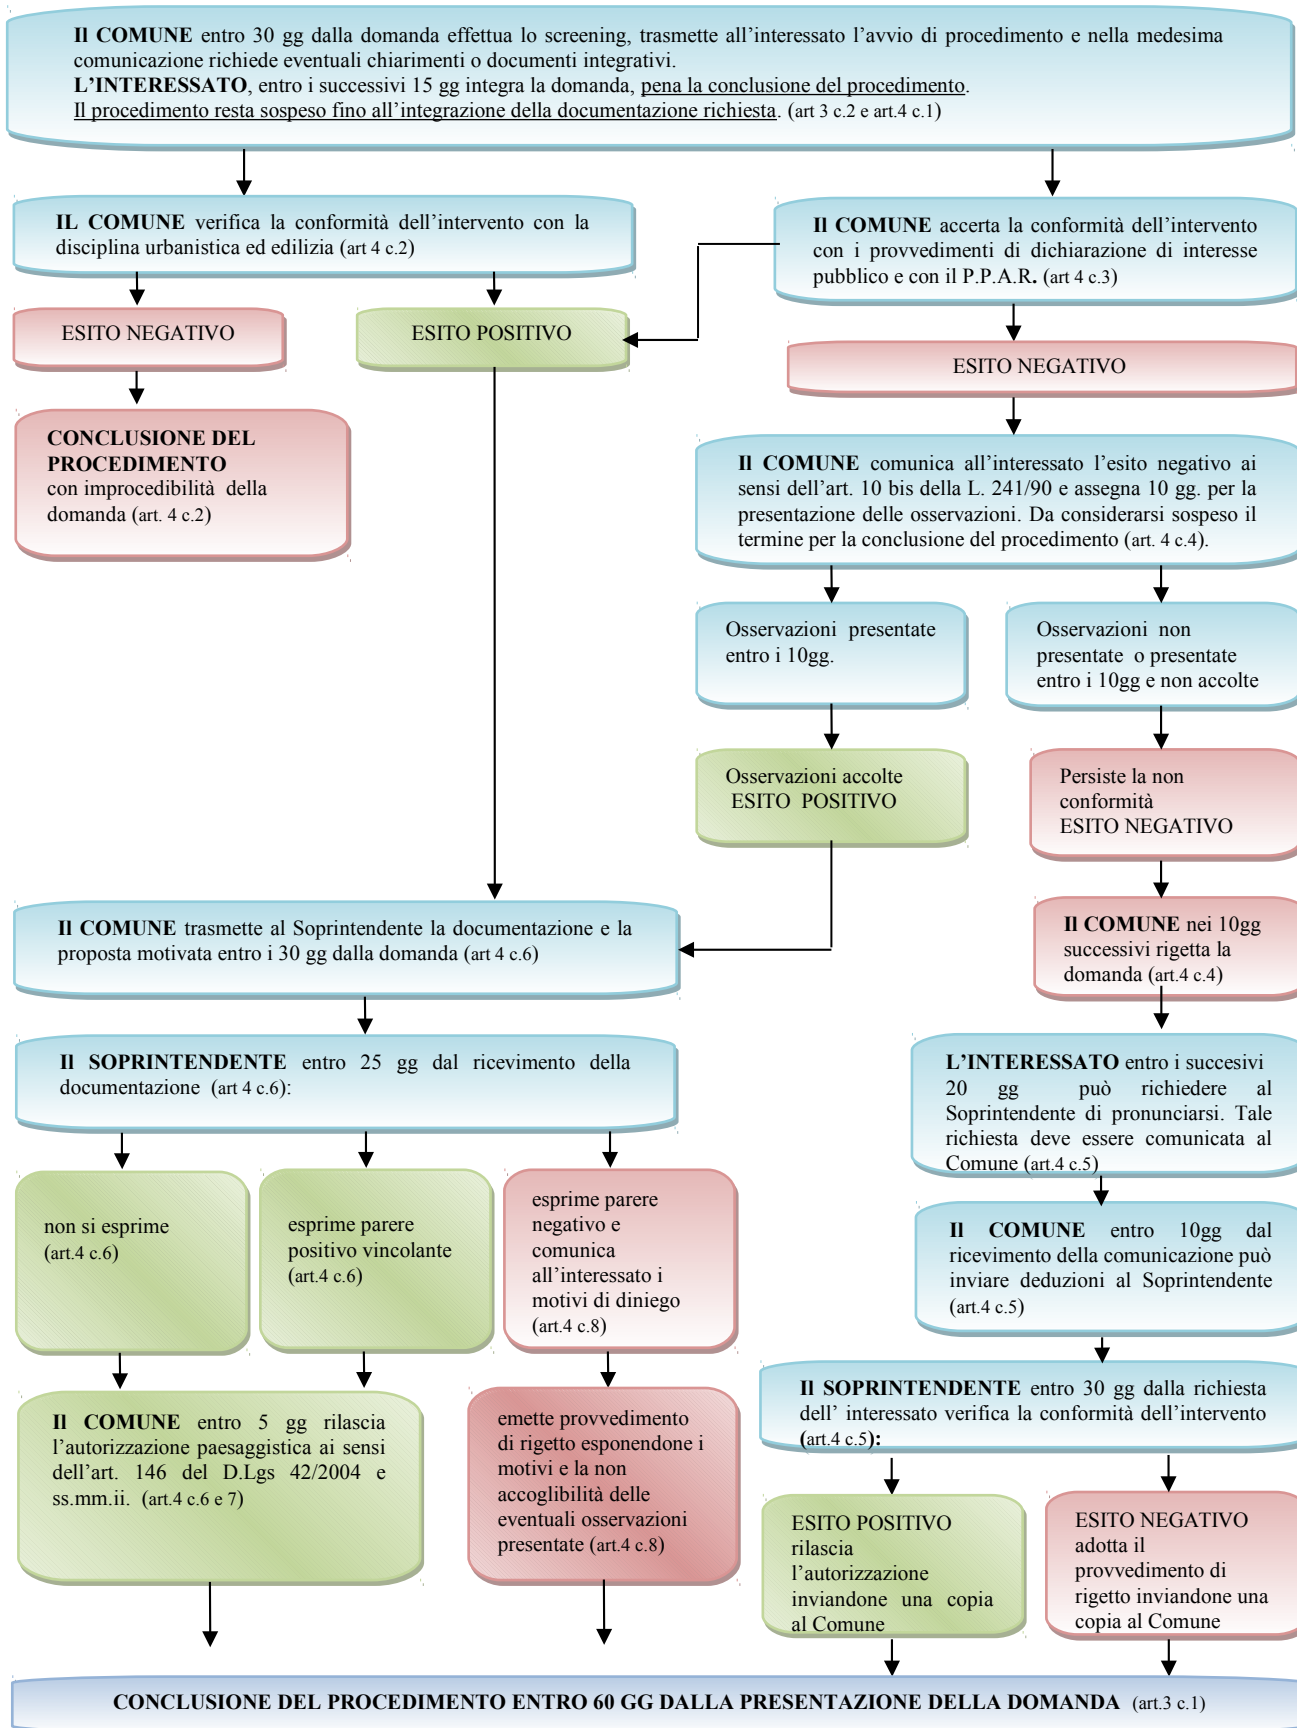 Il COMUNE entro 30 gg dalla domanda effettua lo screening, trasmette all’interessato l’avvio di procedimento e nella medesima
comunicazione richiede eventuali chiarimenti o documenti integrativi.
L’INTERESSATO, entro i successivi 15 gg integra la domanda, pena la conclusione del procedimento.
Il procedimento resta sospeso fino all’integrazione della documentazione richiesta. (art 3 c.2 e art.4 c.1)
IL COMUNE verifica la conformità dell’intervento con la
disciplina urbanistica ed edilizia (art 4 c.2)
Il COMUNE accerta la conformità dell’intervento
con i provvedimenti di dichiarazione di interesse
pubblico e con il P.P.A.R. (art 4 c.3)
ESITO NEGATIVO
ESITO POSITIVO
ESITO NEGATIVO
CONCLUSIONE DEL
PROCEDIMENTO
con improcedibilità della
domanda (art. 4 c.2)
Il COMUNE comunica all’interessato l’esito negativo ai
sensi dell’art. 10 bis della L. 241/90 e assegna 10 gg. per la
presentazione delle osservazioni. Da considerarsi sospeso il
termine per la conclusione del procedimento (art. 4 c.4).
Osservazioni presentate
entro i 10gg.
Osservazioni non
presentate o presentate
entro i 10gg e non accolte
Osservazioni accolte
ESITO POSITIVO
Persiste la non
conformità
ESITO NEGATIVO
Il COMUNE trasmette al Soprintendente la documentazione e la
proposta motivata entro i 30 gg dalla domanda (art 4 c.6)
Il COMUNE nei 10gg
successivi rigetta la
domanda (art.4 c.4)
Il SOPRINTENDENTE entro 25 gg dal ricevimento della
documentazione (art 4 c.6):
L’INTERESSATO entro i succesivi
20 gg può richiedere al
Soprintendente di pronunciarsi. Tale
richiesta deve essere comunicata al
Comune (art.4 c.5)
non si esprime
(art.4 c.6)
esprime parere
positivo vincolante
(art.4 c.6)
esprime parere
negativo e
comunica
all’interessato i
motivi di diniego
(art.4 c.8)
Il COMUNE entro 10gg dal
ricevimento della comunicazione può
inviare deduzioni al Soprintendente
(art.4 c.5)
Il SOPRINTENDENTE entro 30 gg dalla richiesta
dell’ interessato verifica la conformità dell’intervento
(art.4 c.5):
Il COMUNE entro 5 gg rilascia
l’autorizzazione paesaggistica ai sensi
dell’art. 146 del D.Lgs 42/2004 e
ss.mm.ii. (art.4 c.6 e 7)
emette provvedimento
di rigetto esponendone i
motivi e la non
accoglibilità delle
eventuali osservazioni
presentate (art.4 c.8)
ESITO POSITIVO
rilascia
l’autorizzazione
inviandone una copia
al Comune
ESITO NEGATIVO
adotta il
provvedimento di
rigetto inviandone una
copia al Comune
CONCLUSIONE DEL PROCEDIMENTO ENTRO 60 GG DALLA PRESENTAZIONE DELLA DOMANDA (art.3 c.1)